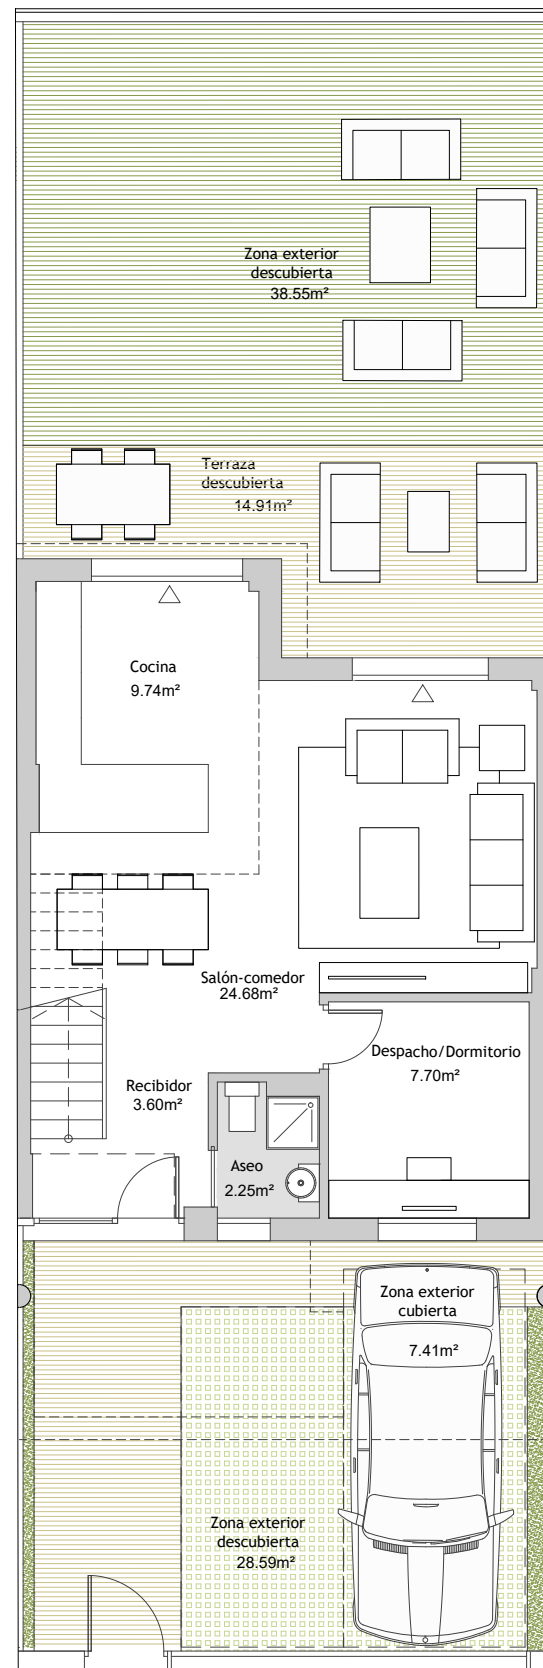 Zona exterior
descubierta
38.55m²
Terraza
descubierta
14.91m²
Cocina
9.74m²
Salón-comedor
24.68m²
Despacho/Dormitorio
7.70m²
Recibidor
3.60m²
Aseo
2.25m²
Zona exterior
cubierta
7.41m²
Zona exterior
descubierta
28.59m²